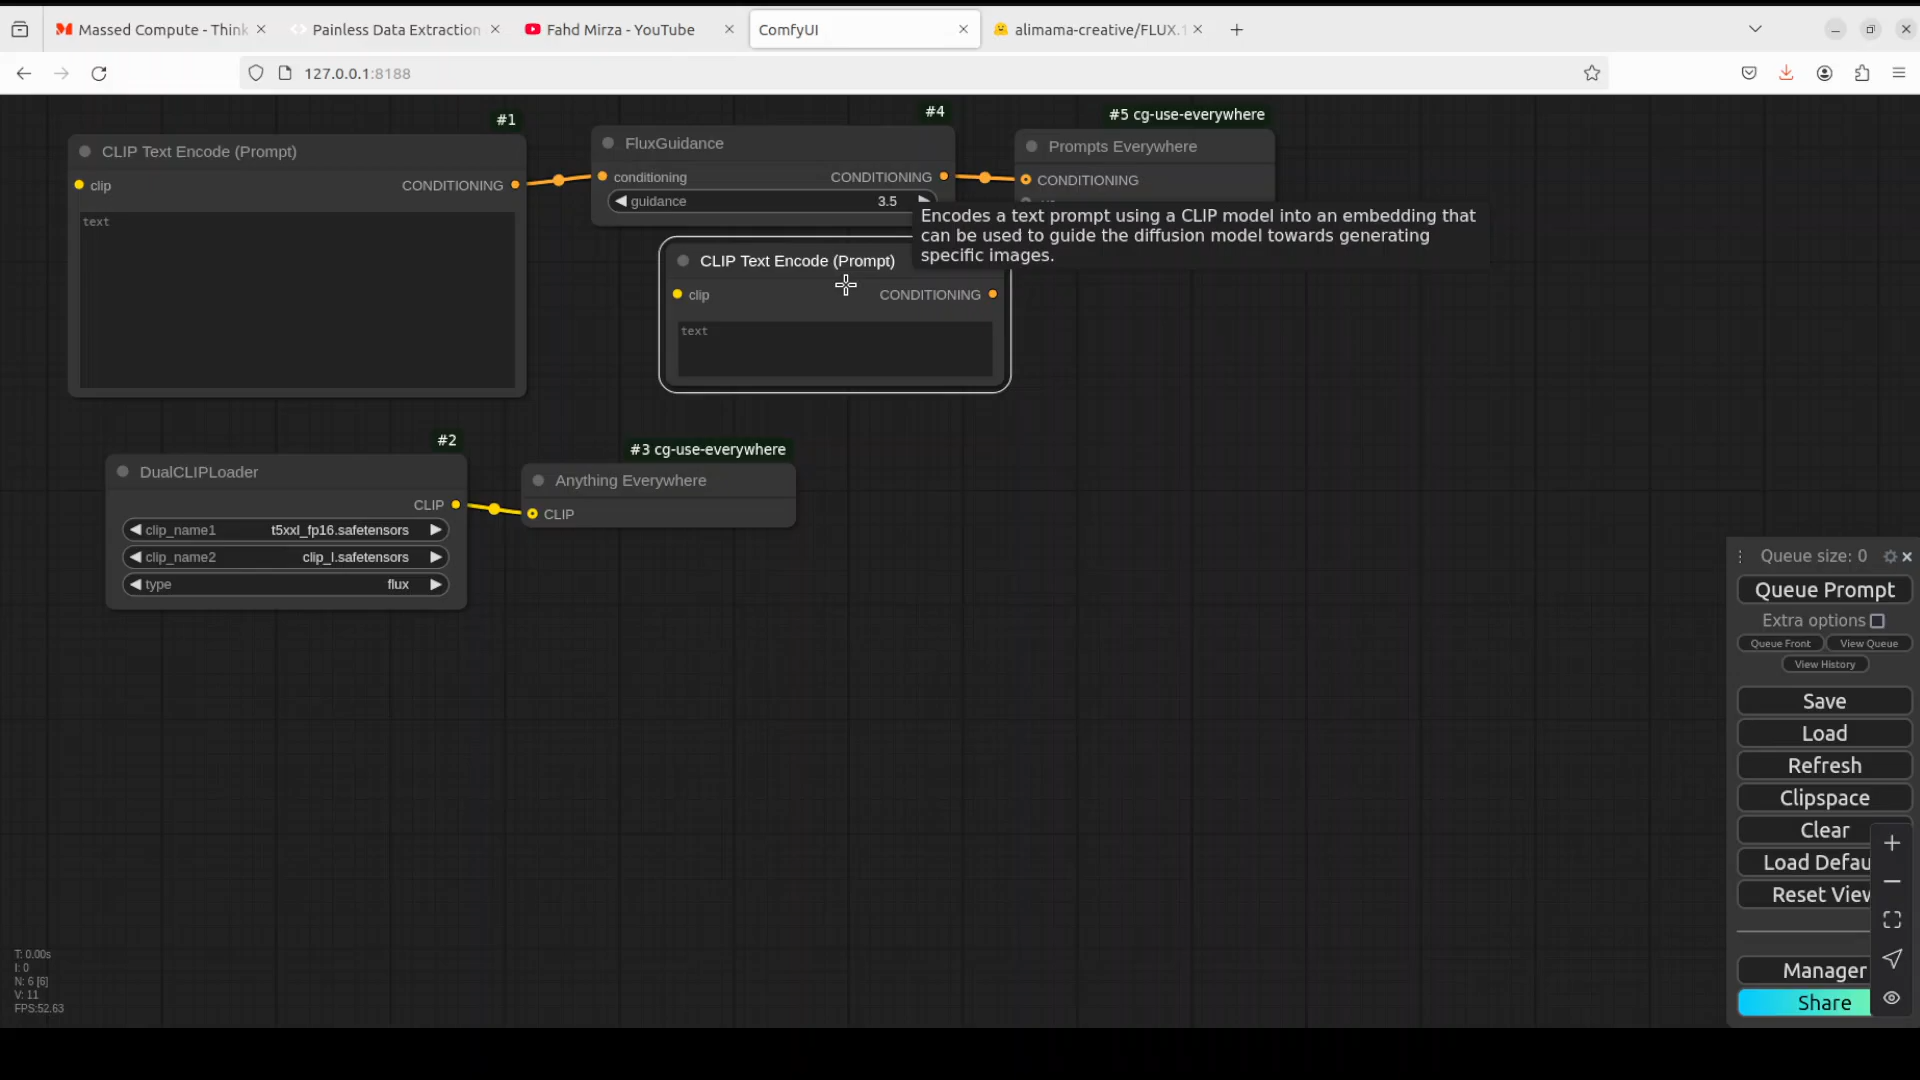 Massed Compute - Think
Painless Data Extraction
Fahd Mirza - YouTube
ComfyUI
alimama-creative/FLUX.1
127.0.0.1:8188
#1
CLIP Text Encode (Prompt)
clip
CONDITIONING
text
#4
FluxGuidance
conditioning
CONDITIONING
guidance
3.5
#5 cg-use-everywhere
Prompts Everywhere
CONDITIONING
Encodes a text prompt using a CLIP model into an embedding that
can be used to guide the diffusion model towards generating
specific images.
CLIP Text Encode (Prompt)
clip
CONDITIONING
text
#2
DualCLIPLoader
CLIP
clip_name1 t5xxl_fp16.safetensors
clip_name2 clip_l.safetensors
type flux
#3 cg-use-everywhere
Anything Everywhere
CLIP
Queue size: 0
Queue Prompt
Extra options
Queue Front
View Queue
View History
Save
Load
Refresh
Clipspace
Clear
Load Defau
Reset View
Manager
Share
T: 0.00s
I: 0
N: 6 [6]
V: 11
FPS:52.63